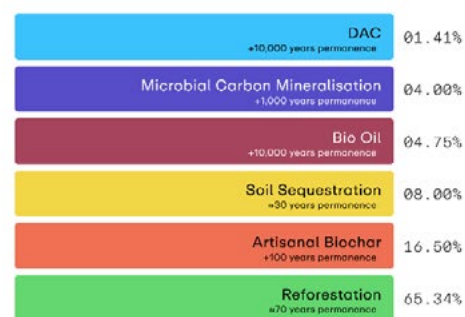 DAC
+10,000 years permanence
01.41%
Microbial Carbon Mineralisation
+1,000 years permanence
04.00%
Bio Oil
+10,000 years permanence
04.75%
Soil Sequestration
≈30 years permanence
08.00%
Artisanal Biochar
+100 years permanence
16.50%
Reforestation
≈70 years permanence
65.34%